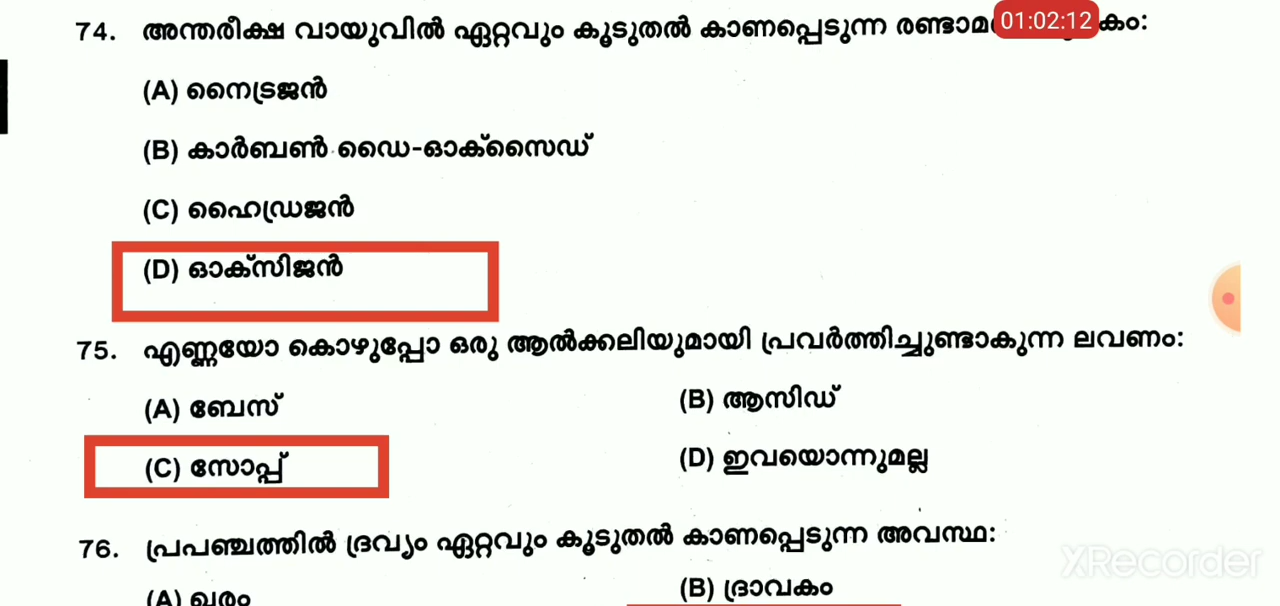 74. അന്തരീക്ഷ വായുവിൽ ഏറ്റവും കൂടുതൽ കാണപ്പെടുന്ന
01:02:12
(A) നൈട്രജൻ
(B) കാർബൺ ഡൈ-ഓക്സൈഡ്
(C) ഹൈഡ്രജൻ
(D) ഓക്സിജൻ
75. എണ്ണയോ കൊഴുപ്പോ ഒരു ആൽക്കലിയുമായി പ്രവർത്തിച്ചുണ്ടാകുന്ന ലവണം:
(A) ബേസ്
(B) ആസിഡ്
(C) സോപ്പ്
(D) ഇവയൊന്നുമല്ല
76. പ്രപഞ്ചത്തിൽ ദ്രവ്യം ഏറ്റവും കൂടുതൽ കാണപ്പെടുന്ന അവസ്ഥ:
(A) ഖരം
(B) ദ്രാവകം
XRecorder